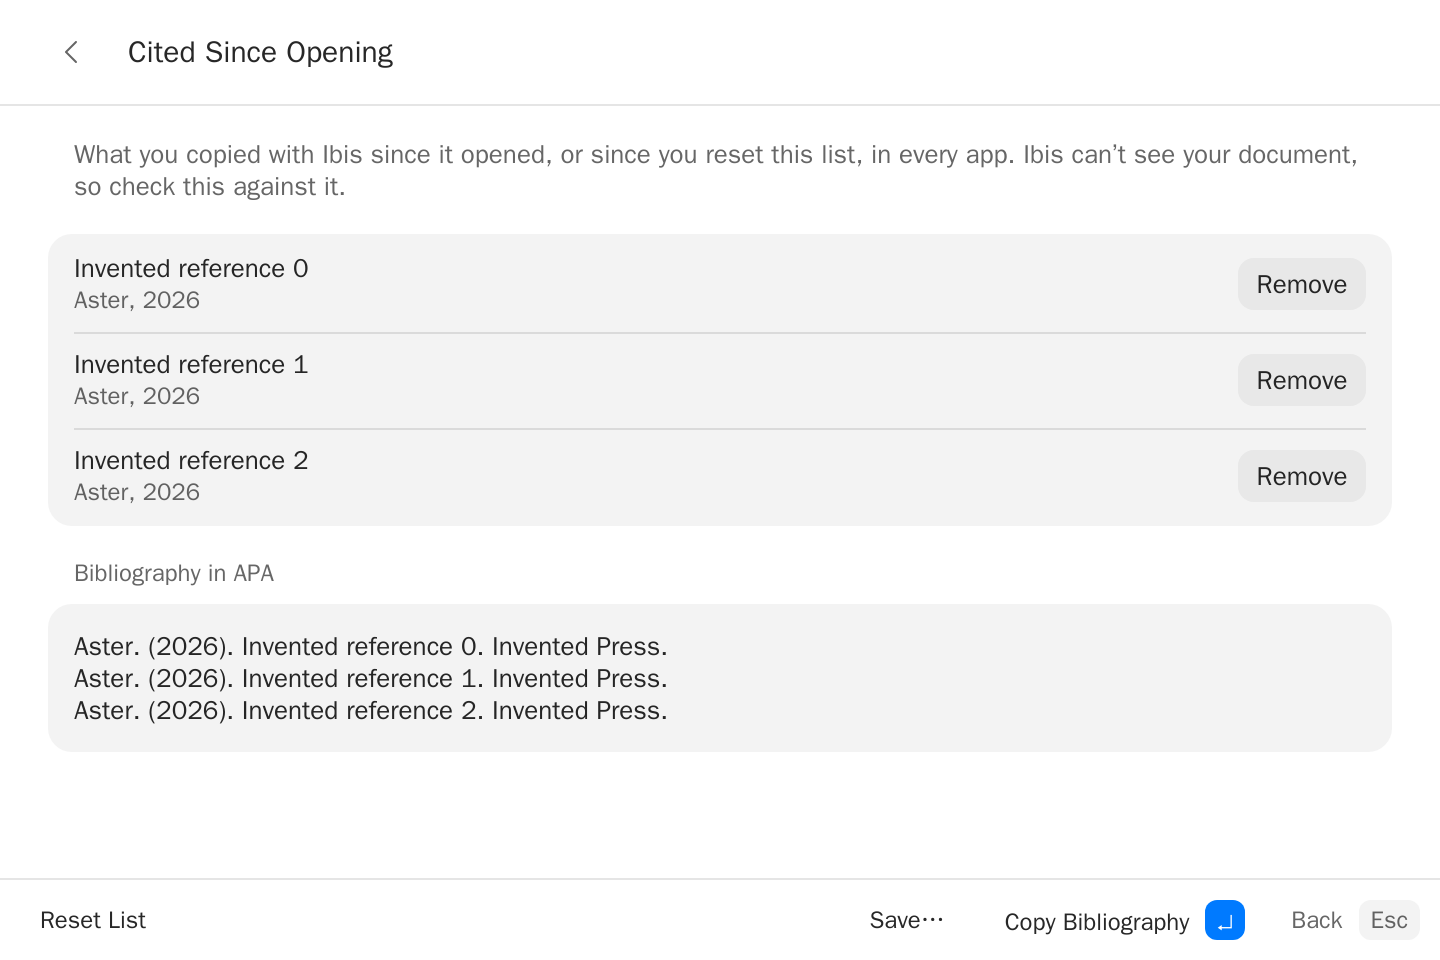 Cited Since Opening
What you copied with Ibis since it opened, or since you reset this list, in every app. Ibis can’t see your document,
so check this against it.
Invented reference 0
Aster, 2026
Remove
Invented reference 1
Aster, 2026
Remove
Invented reference 2
Aster, 2026
Remove
Bibliography in APA
Aster. (2026). Invented reference 0. Invented Press.
Aster. (2026). Invented reference 1. Invented Press.
Aster. (2026). Invented reference 2. Invented Press.
Reset List
Save…
Copy Bibliography
Back
Esc